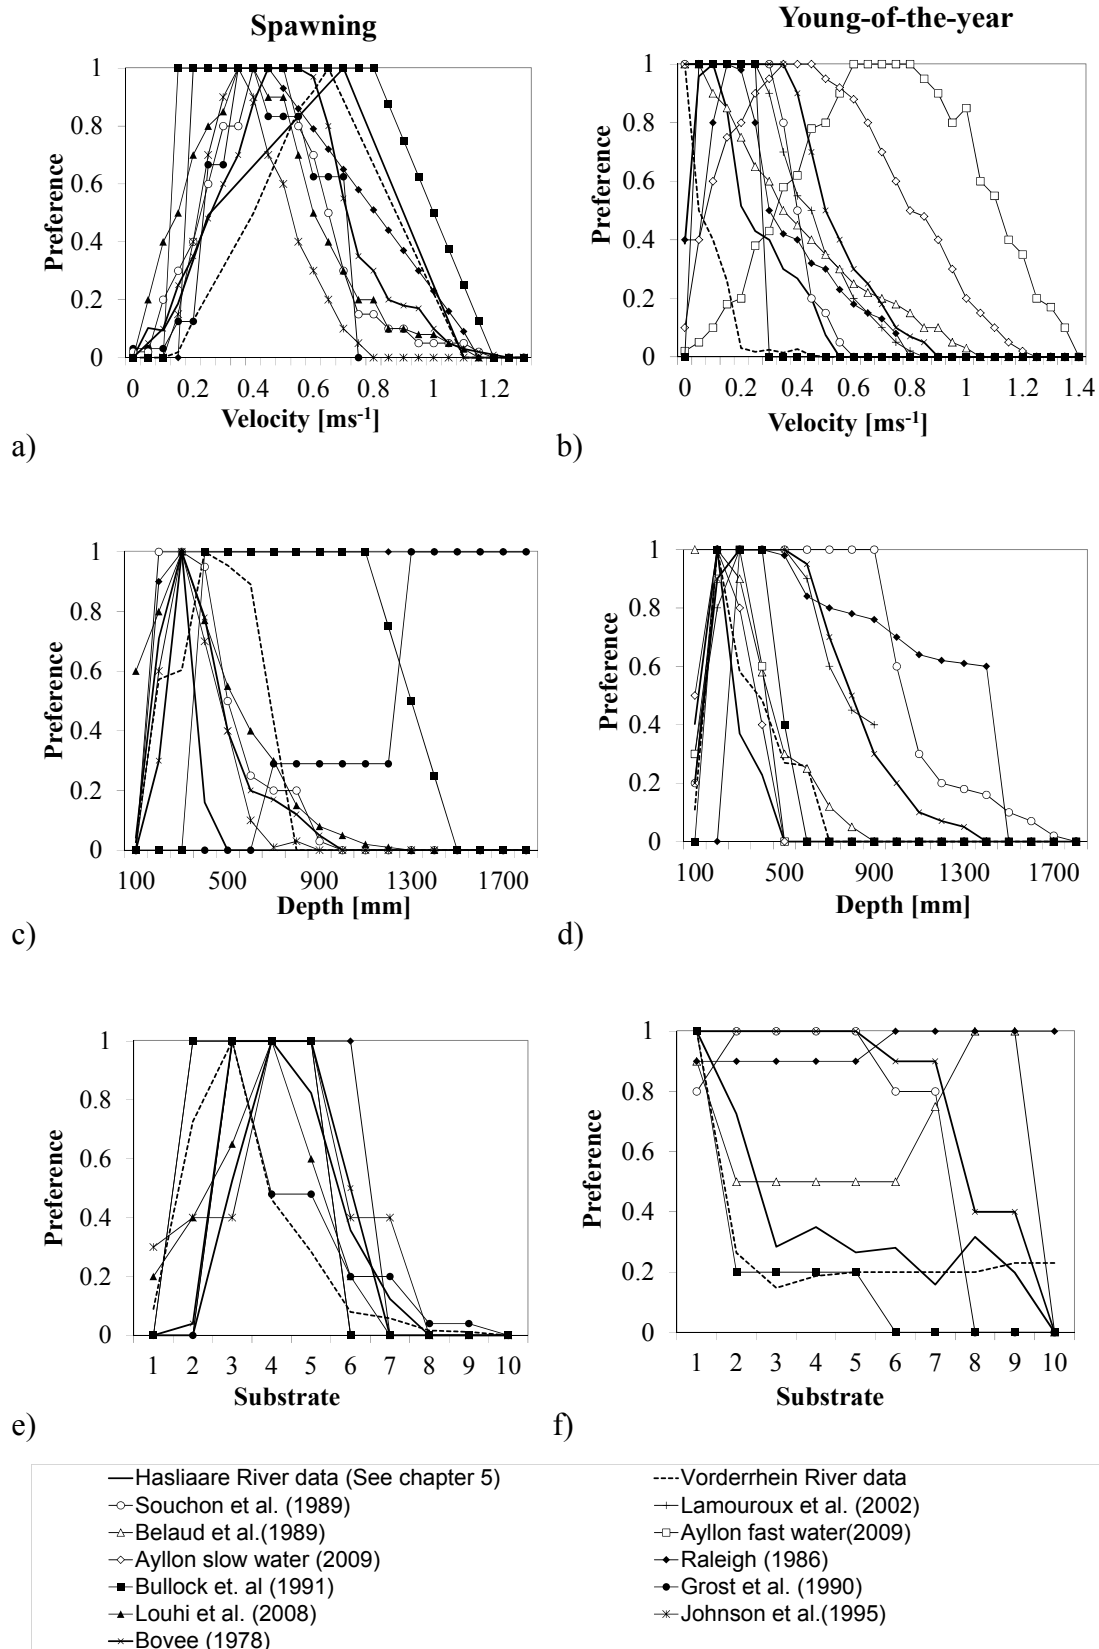 Spawning
Young-of-the-year
1
0.8
0.6
0.4
0.2
0
Preference
0 0.2 0.4 0.6 0.8 1 1.2
Velocity [ms-1]
a)
1
0.8
0.6
0.4
0.2
0
Preference
0 0.2 0.4 0.6 0.8 1 1.2 1.4
Velocity [ms-1]
b)
1
0.8
0.6
0.4
0.2
0
Preference
100 500 900 1300 1700
Depth [mm]
c)
1
0.8
0.6
0.4
0.2
0
Preference
100 500 900 1300 1700
Depth [mm]
d)
1
0.8
0.6
0.4
0.2
0
Preference
1 2 3 4 5 6 7 8 9 10
Substrate
e)
1
0.8
0.6
0.4
0.2
0
Preference
1 2 3 4 5 6 7 8 9 10
Substrate
f)
Hasliaare River data (See chapter 5)
Vorderrhein River data
Souchon et al. (1989)
Lamouroux et al. (2002)
Belaud et al.(1989)
Ayllon fast water(2009)
Ayllon slow water (2009)
Raleigh (1986)
Bullock et. al (1991)
Grost et al. (1990)
Louhi et al. (2008)
Johnson et al.(1995)
Bovee (1978)